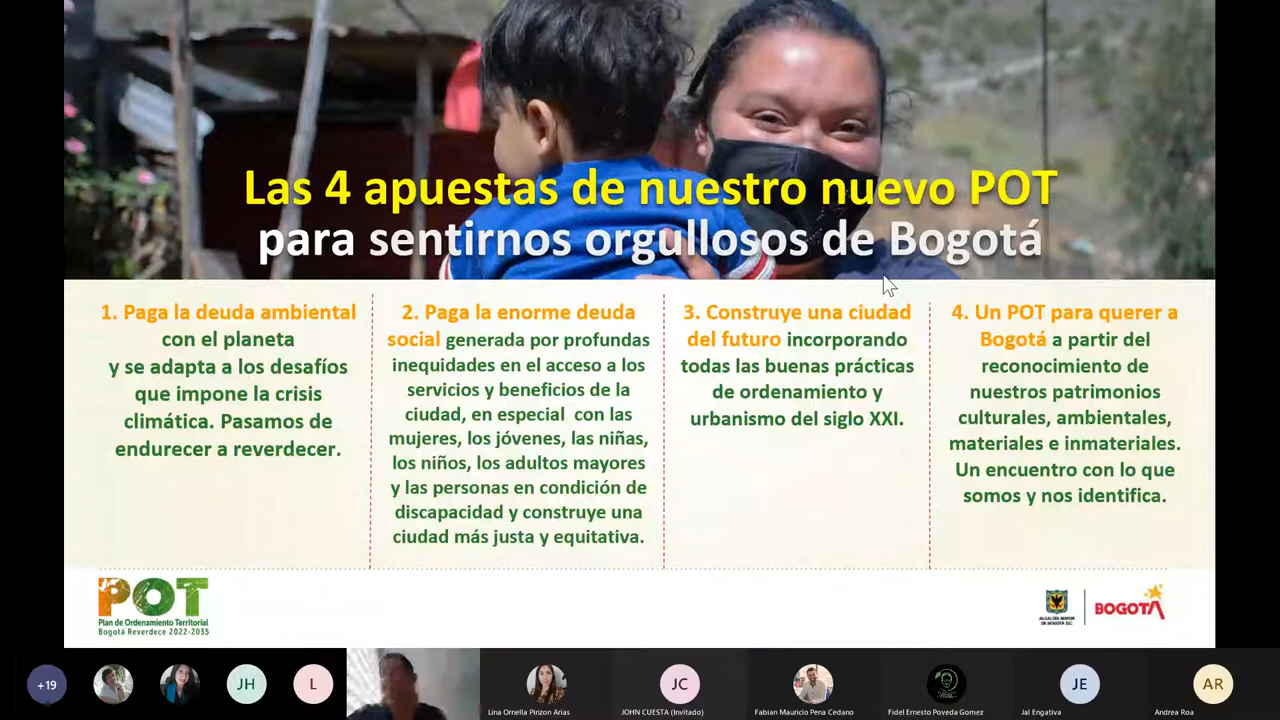 Las 4 apuestas de nuestro nuevo POT
para sentirnos orgullosos de Bogotá
1. Paga la deuda ambiental
con el planeta
y se adapta a los desafíos
que impone la crisis
climática. Pasamos de
endurecer a reverdecer.
2. Paga la enorme deuda
social generada por profundas
inequidades en el acceso a los
servicios y beneficios de la
ciudad, en especial con las
mujeres, los jóvenes, las niñas,
los niños, los adultos mayores
y las personas en condición de
discapacidad y construye una
ciudad más justa y equitativa.
3. Construye una ciudad
del futuro incorporando
todas las buenas prácticas
de ordenamiento y
urbanismo del siglo XXI.
4. Un POT para querer a
Bogotá a partir del
reconocimiento de
nuestros patrimonios
culturales, ambientales,
materiales e inmateriales.
Un encuentro con lo que
somos y nos identifica.
POT
Plan de Ordenamiento Territorial
Bogotá Reverdece 2022-2035
ALCALDÍA MAYOR
DE BOGOTÁ D.C.
BOGOTÁ
+19
JH
L
Lina Ornella Pinzon Arias
JC
JOHN CUESTA (Invitado)
Fabian Mauricio Pena Cedano
Fidel Ernesto Poveda Gomez
JE
Jal Engativa
AR
Andrea Roa